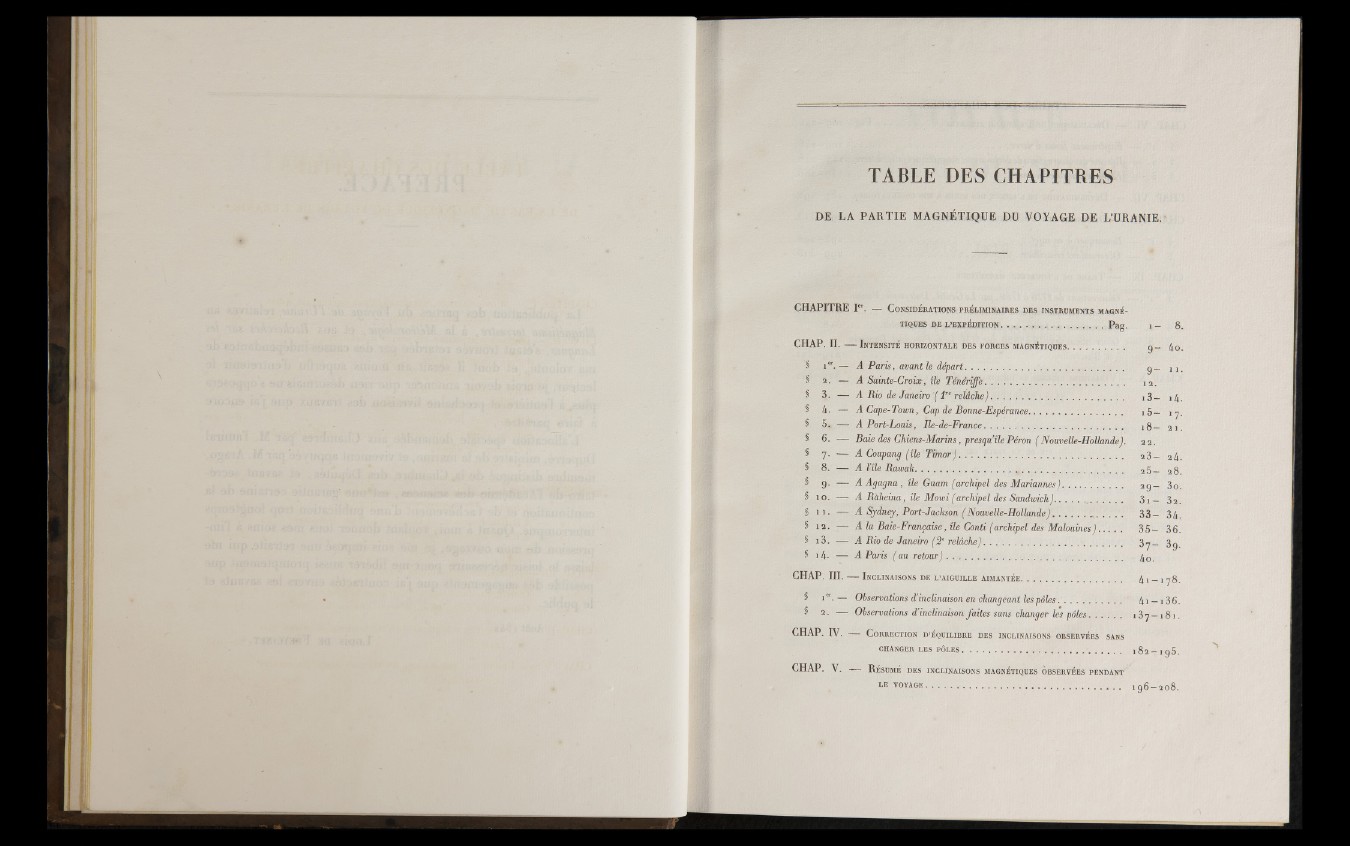 TABLE DES CHAPITRES
DE LA PARTIE MAGNÉTIQUE DU VOYAGE DE L'URANIE.
CHAPITRE Ier. — CONSIDÉRATIONS PRÉLIMINAIRES DES INSTRUMENTS MAGNÉ-
TIQUES DE L'EXPÉDITION................. Pag. 1— 8.
CHAP. II. — INTENSITÉ HORIZONTALE DES FORCES MAGNÉTIQUES.......... 9— 40.
§ 1er. — A Paris, avant le départ.......................... 9— 11.
§ 2. — A Sainte-Croix, île Ténériffe....................... 12.
§ 3. — A Rio de Janeiro (1re relâche)...................... 13— 14.
§ 4. — A Cape-Town, Cap de Bonne-Espérance................ 15— 17.
§ 5. — A Port-Louis, Ile-de-France....................... 18— 21.
§ 6. — Baie des Chiens-Marins, presqu'île Péron (Nouvelle-Hollande). 22.
§ 7. — A Coupang (île Timor)........................... 23— 24.
§ 8. — A l'île Rawak.................................. 25— 28.
§ 9. — A Agagna, île Guam (archipel des Mariannes).......... 29— 30.
§ 10. — A Râheina, île Mowi (archipel des Sandwich)............ 31— 32.
§ 11. — A Sydney, Port-Jackson (Nouvelle-Hollande)............ 33— 34.
§ 12. — A la Baie-Française, île Conti (archipel des Malouines)..... 35— 36.
§ 13. — A Rio de Janeiro (2e relâche)....................... 37— 39.
§ 14. — A Paris (au retour)............................. 40.
CHAP. III. — INCLINAISONS DE L'AIGUILLE AIMANTÉE................. 41—178.
§ 1er. — Observations d'inclinaison en changeant les pôles........... 41—136.
§ 2. — Observations d'inclinaison faites sans changer les pôles...... 137—181.
CHAP. IV. — CORRECTION D'ÉQUILIBRE DES INCLINAISONS OBSERVÉES SANS
CHANGER LES PÔLES.......................... 182—195.
CHAP. V. — RÉSUMÉ DES INCLINAISONS MAGNÉTIQUES OBSERVÉES PENDANT
LE VOYAGE................................ 196—208.